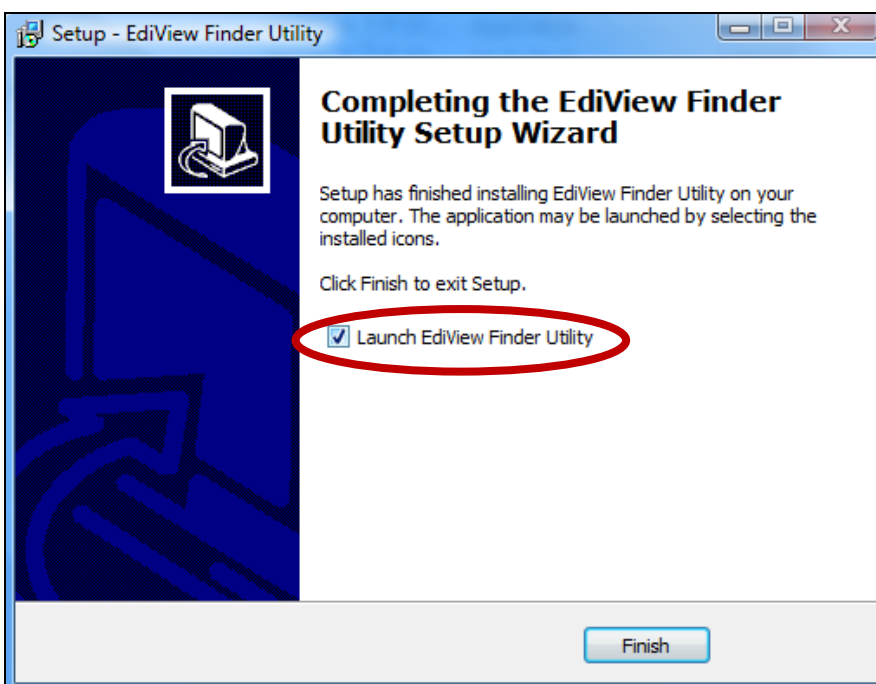 Setup - EdiView Finder Utility
Completing the EdiView Finder
Utility Setup Wizard
Setup has finished installing EdiView Finder Utility on your
computer. The application may be launched by selecting the
installed icons.
Click Finish to exit Setup.
Launch EdiView Finder Utility
Finish